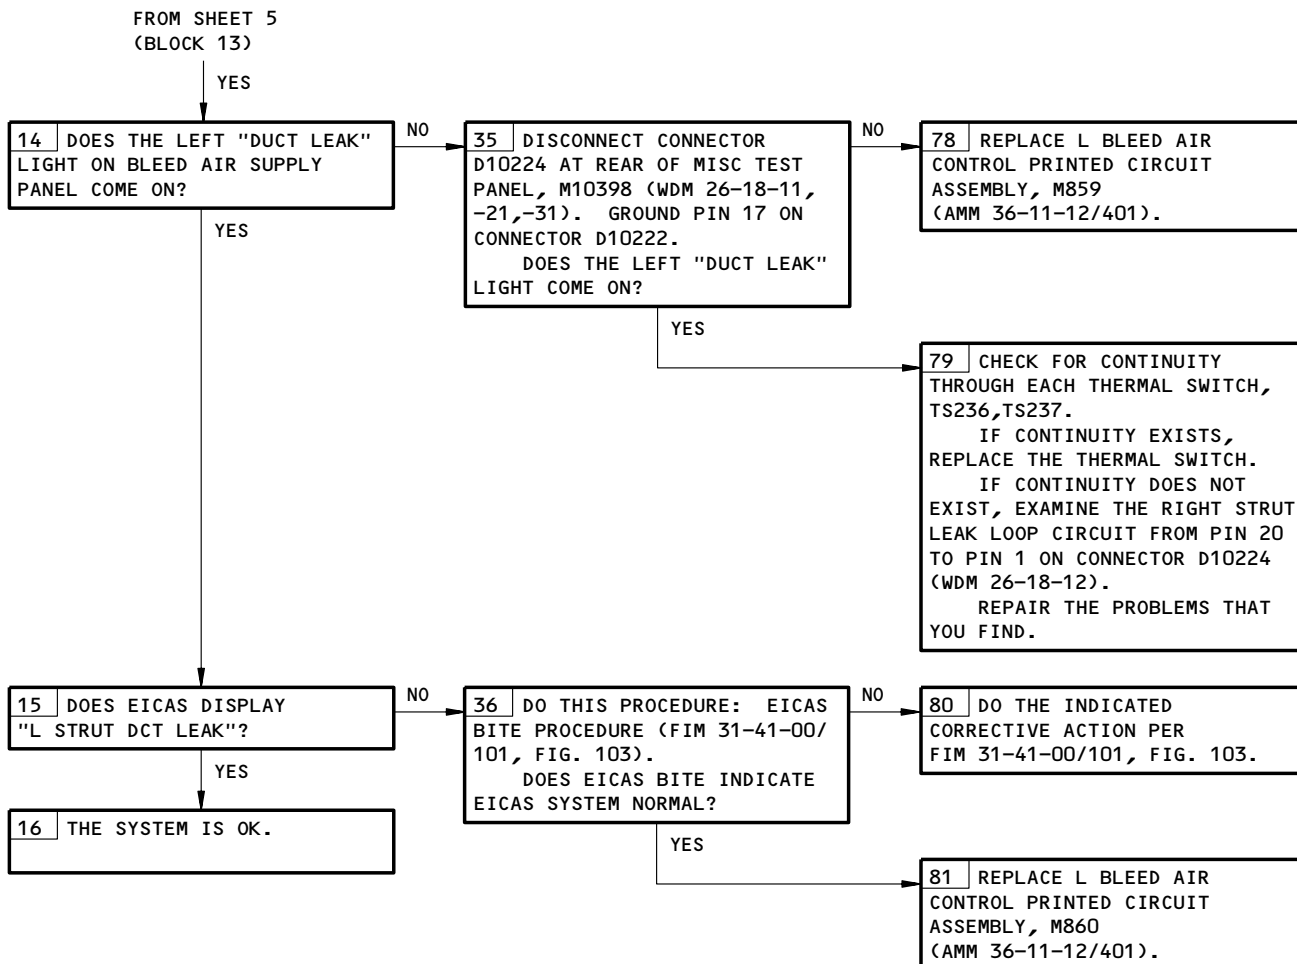 FROM SHEET 5
(BLOCK 13)
YES
14 DOES THE LEFT "DUCT LEAK"
LIGHT ON BLEED AIR SUPPLY
PANEL COME ON?
NO
YES
35 DISCONNECT CONNECTOR
D10224 AT REAR OF MISC TEST
PANEL, M10398 (WDM 26-18-11,
-21,-31). GROUND PIN 17 ON
CONNECTOR D10222.
DOES THE LEFT "DUCT LEAK"
LIGHT COME ON?
NO
YES
78 REPLACE L BLEED AIR
CONTROL PRINTED CIRCUIT
ASSEMBLY, M859
(AMM 36-11-12/401).
79 CHECK FOR CONTINUITY
THROUGH EACH THERMAL SWITCH,
TS236,TS237.
IF CONTINUITY EXISTS,
REPLACE THE THERMAL SWITCH.
IF CONTINUITY DOES NOT
EXIST, EXAMINE THE RIGHT STRUT
LEAK LOOP CIRCUIT FROM PIN 20
TO PIN 1 ON CONNECTOR D10224
(WDM 26-18-12).
REPAIR THE PROBLEMS THAT
YOU FIND.
15 DOES EICAS DISPLAY
"L STRUT DCT LEAK"?
NO
YES
16 THE SYSTEM IS OK.
36 DO THIS PROCEDURE: EICAS
BITE PROCEDURE (FIM 31-41-00/
101, FIG. 103).
DOES EICAS BITE INDICATE
EICAS SYSTEM NORMAL?
NO
YES
80 DO THE INDICATED
CORRECTIVE ACTION PER
FIM 31-41-00/101, FIG. 103.
81 REPLACE L BLEED AIR
CONTROL PRINTED CIRCUIT
ASSEMBLY, M860
(AMM 36-11-12/401).